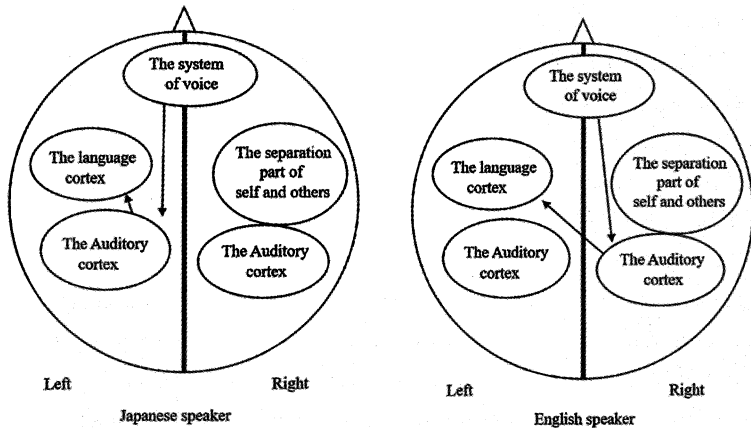 The system
of voice
The language
cortex
The separation
part of
self and others
The Auditory
cortex
The Auditory
cortex
Left
Right
Japanese speaker
The system
of voice
The language
cortex
The separation
part of
self and others
The Auditory
cortex
The Auditory
cortex
Left
Right
English speaker